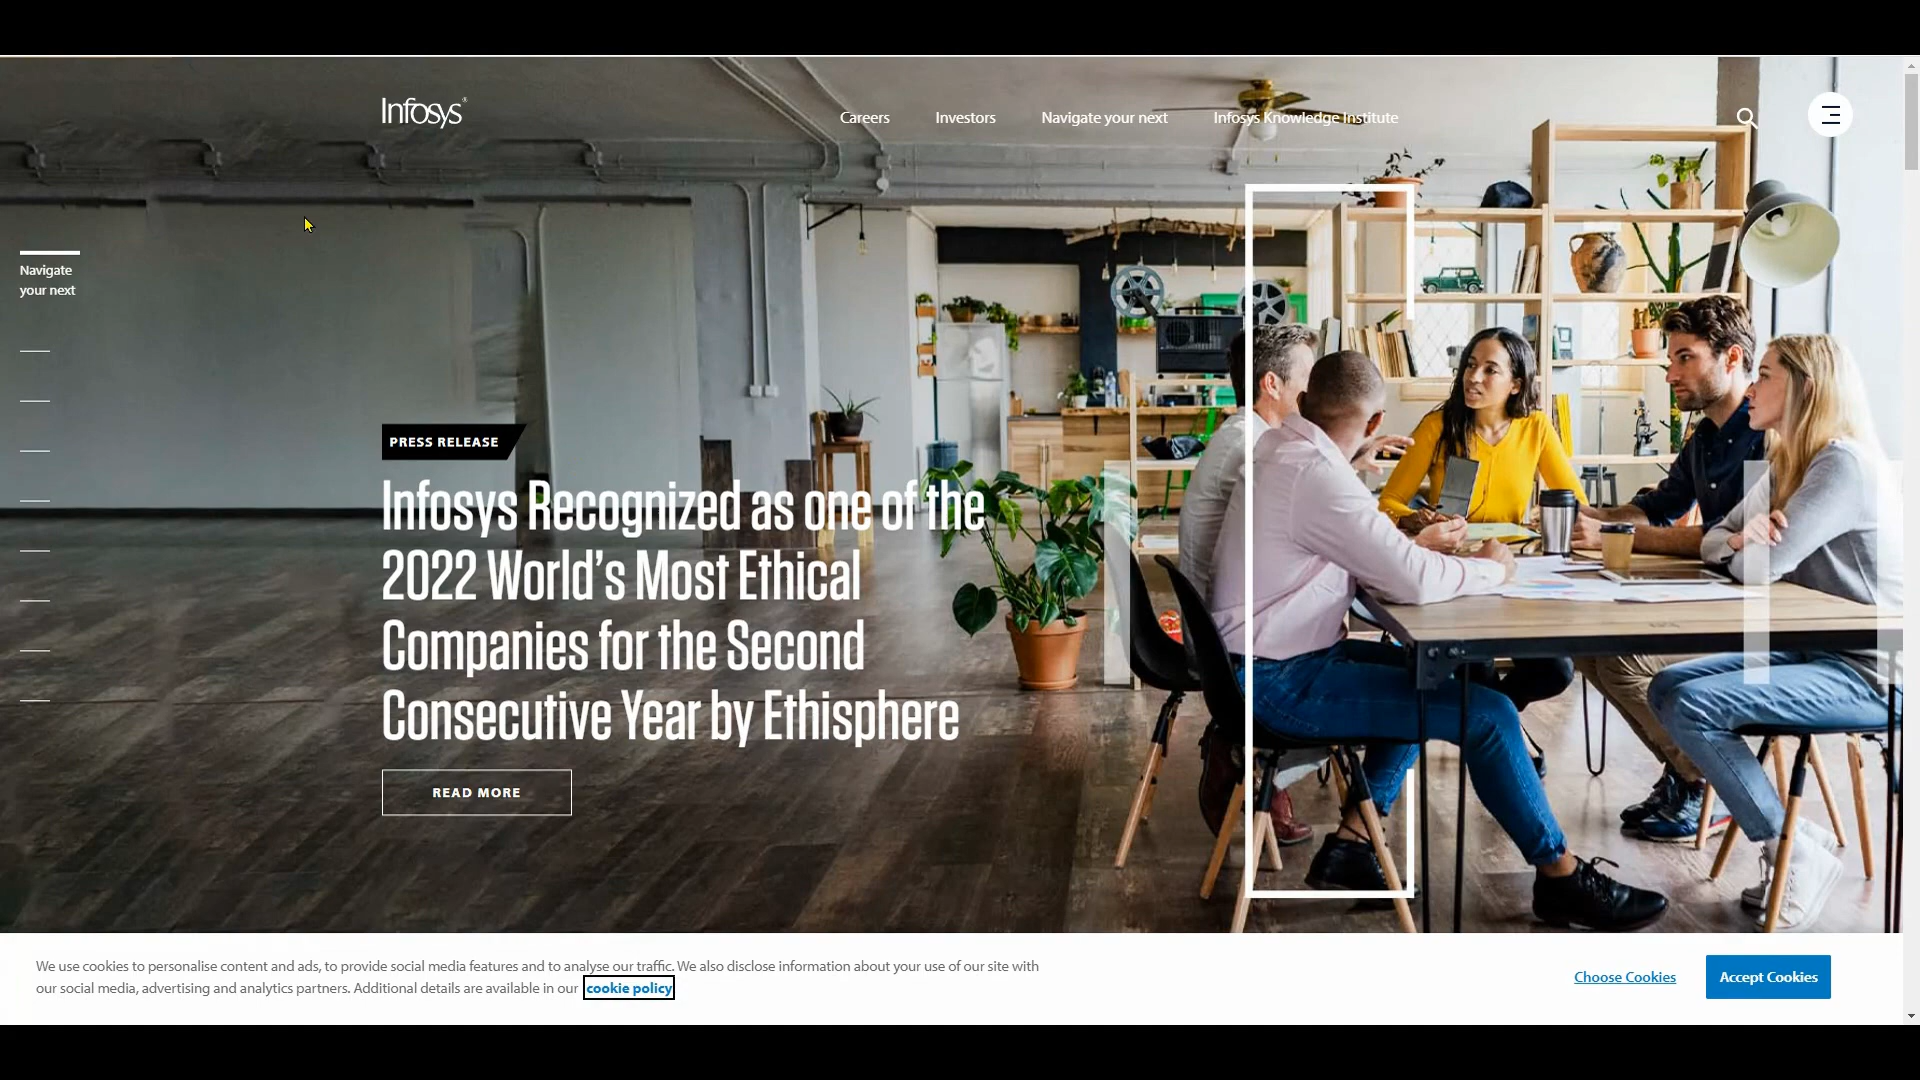 Infosys®
Careers
Investors
Navigate your next
Infosys Knowledge Institute
Navigate
your next
PRESS RELEASE
Infosys Recognized as one of the
2022 World’s Most Ethical
Companies for the Second
Consecutive Year by Ethisphere
READ MORE
We use cookies to personalise content and ads, to provide social media features and to analyse our traffic. We also disclose information about your use of our site with
our social media, advertising and analytics partners. Additional details are available in our cookie policy
Choose Cookies
Accept Cookies